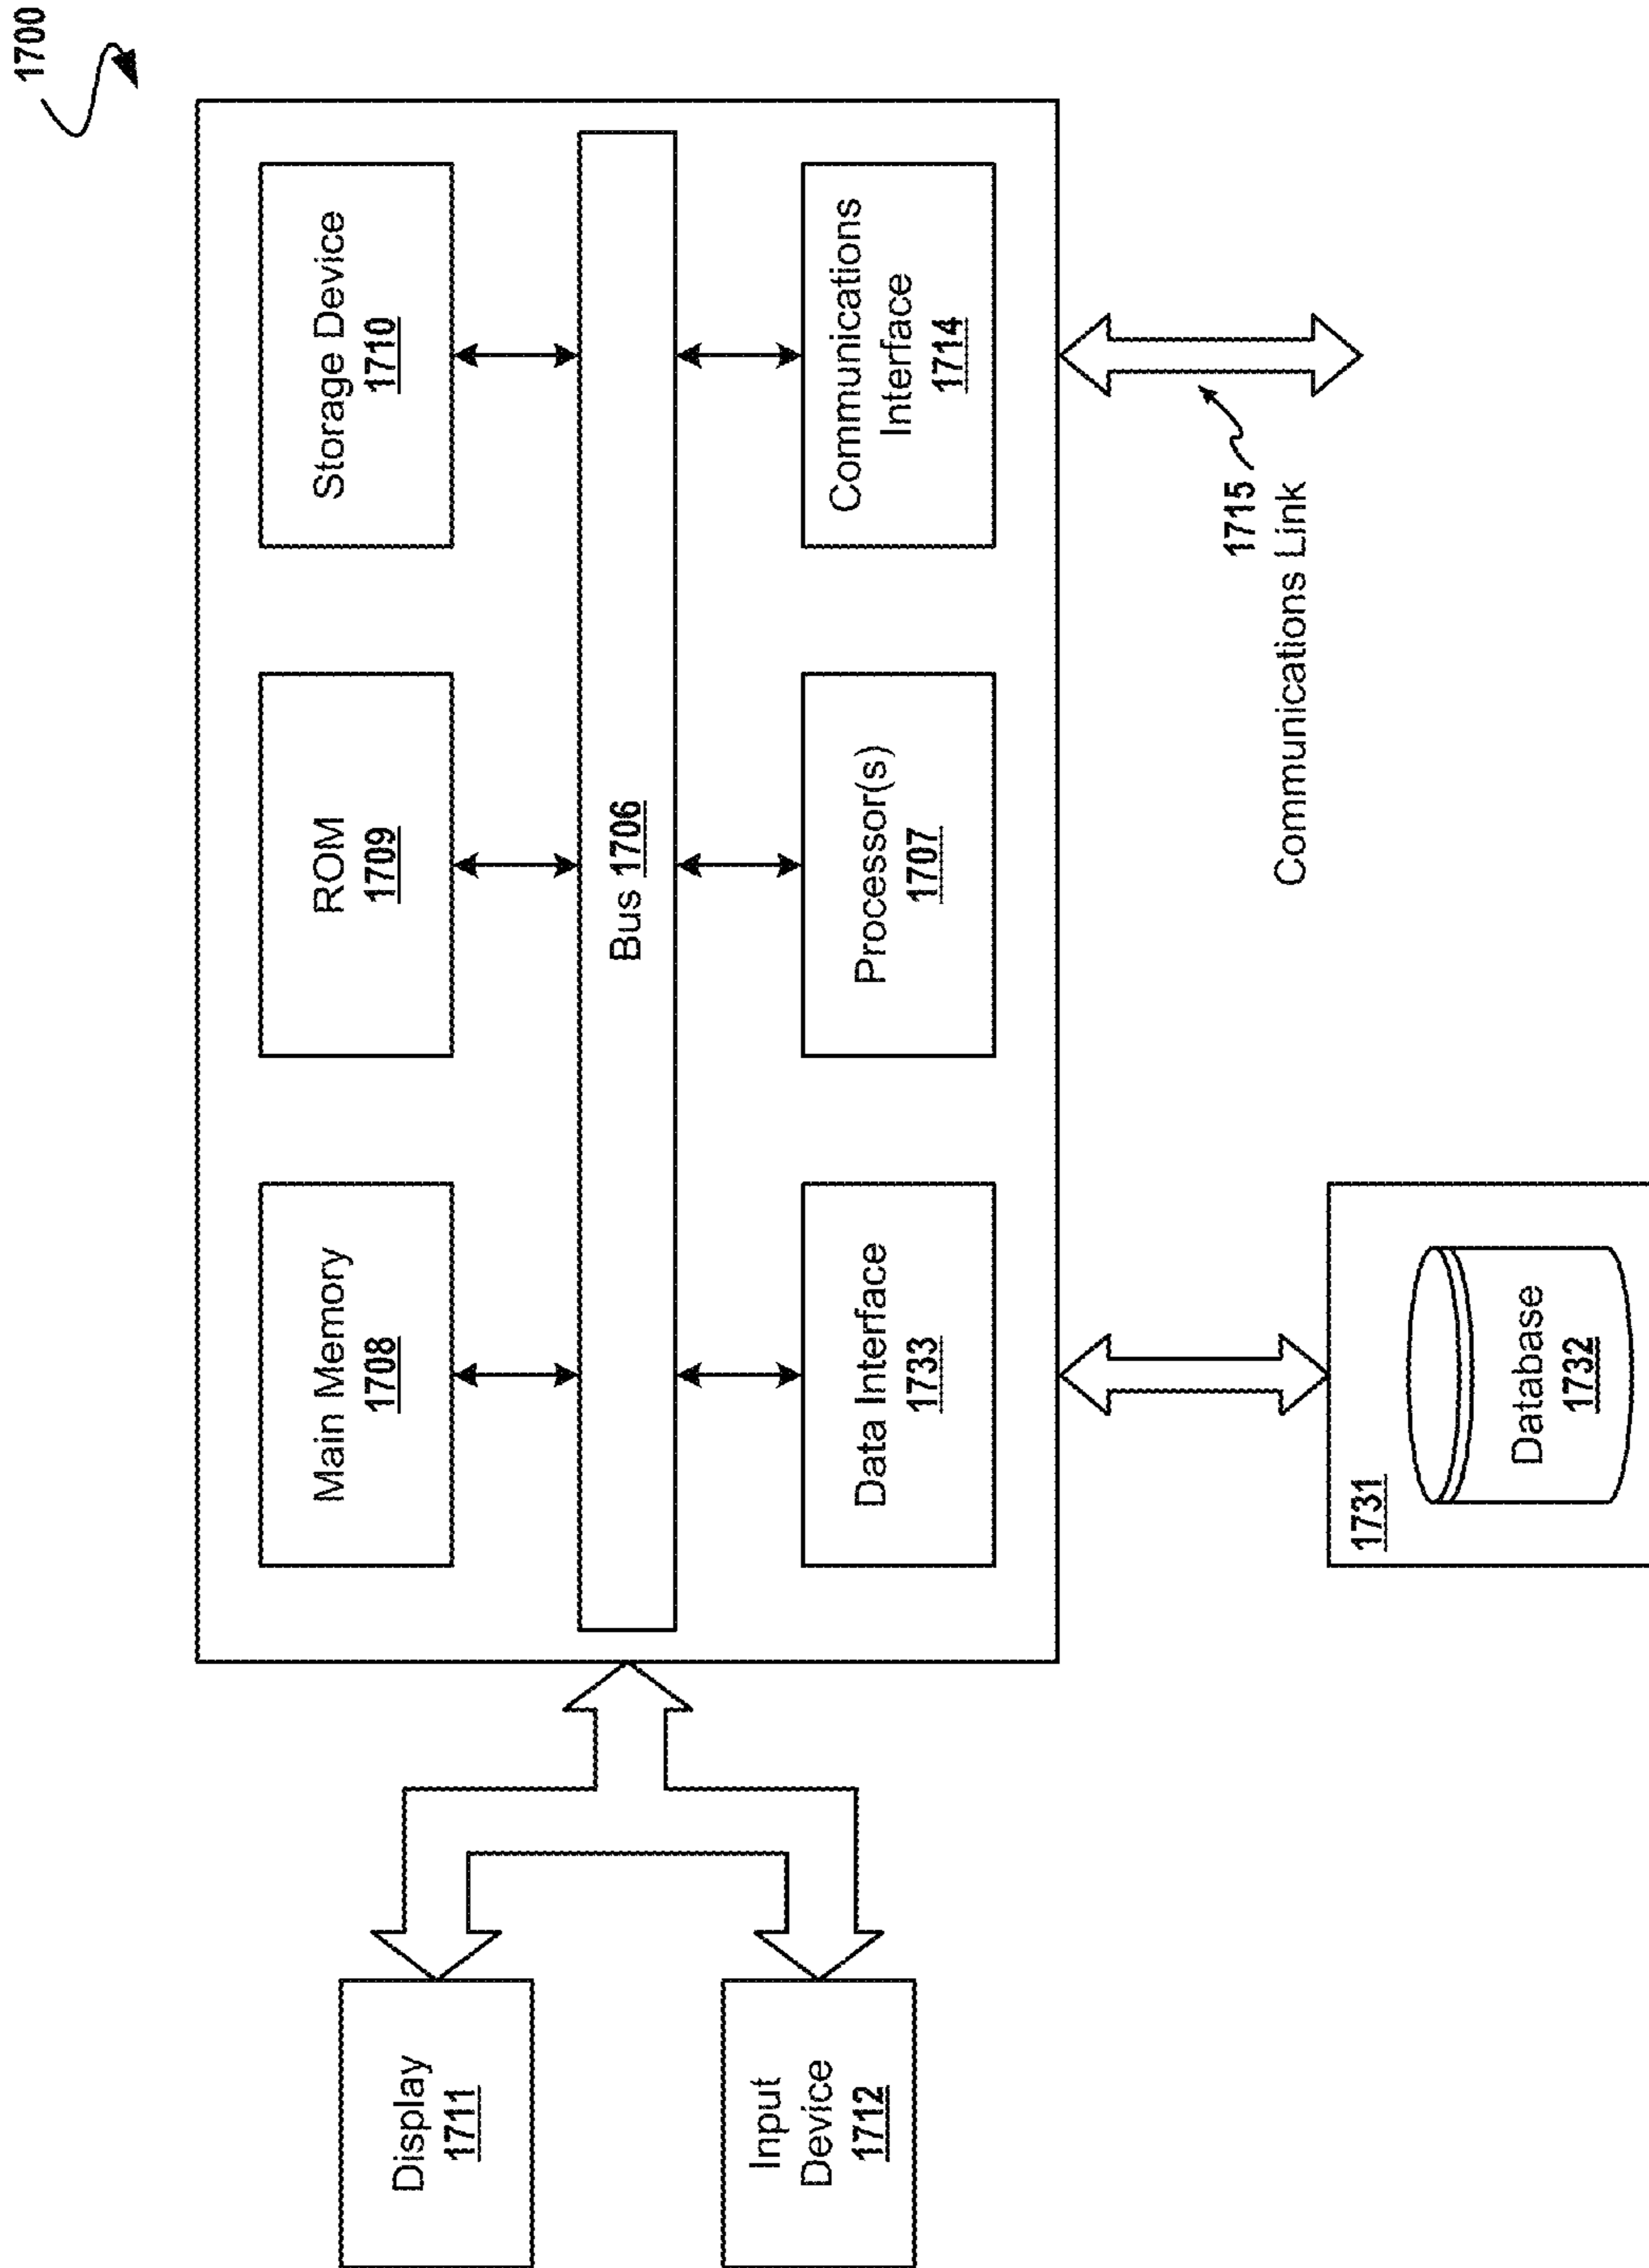 1700
Main Memory
1708
ROM
1709
Storage Device
1710
Display
1711
Bus 1706
Input
Device
1712
Data Interface
1733
Processor(s)
1707
Communications
Interface
1714
1715
Communications Link
1731
Database
1732